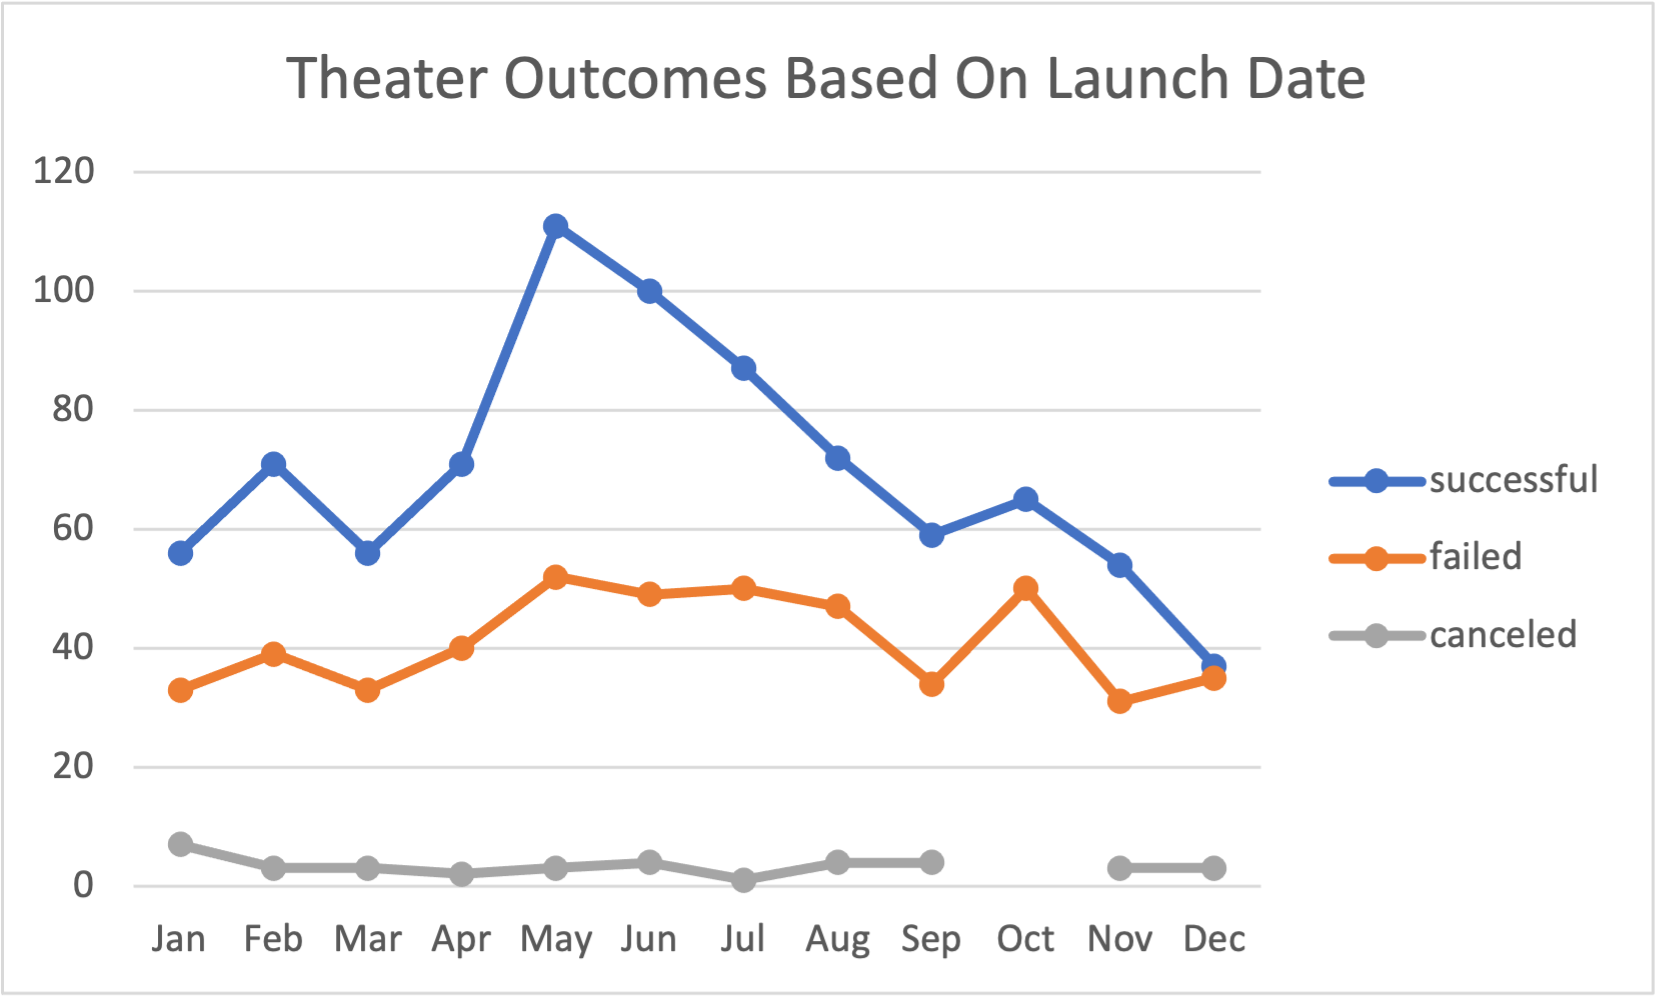 Theater Outcomes Based On Launch Date
120
100
80
60
40
20
0
Jan Feb Mar Apr May Jun Jul Aug Sep Oct Nov Dec
successful
failed
canceled